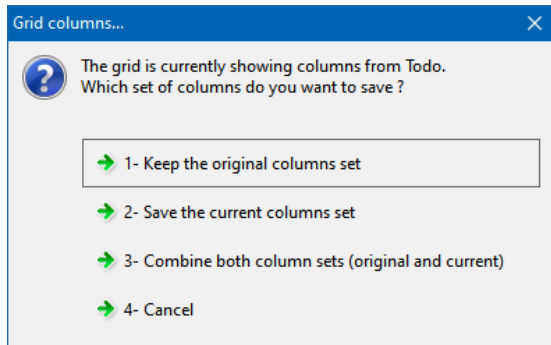 Grid columns...
The grid is currently showing columns from Todo.
Which set of columns do you want to save ?
1- Keep the original columns set
2- Save the current columns set
3- Combine both column sets (original and current)
4- Cancel